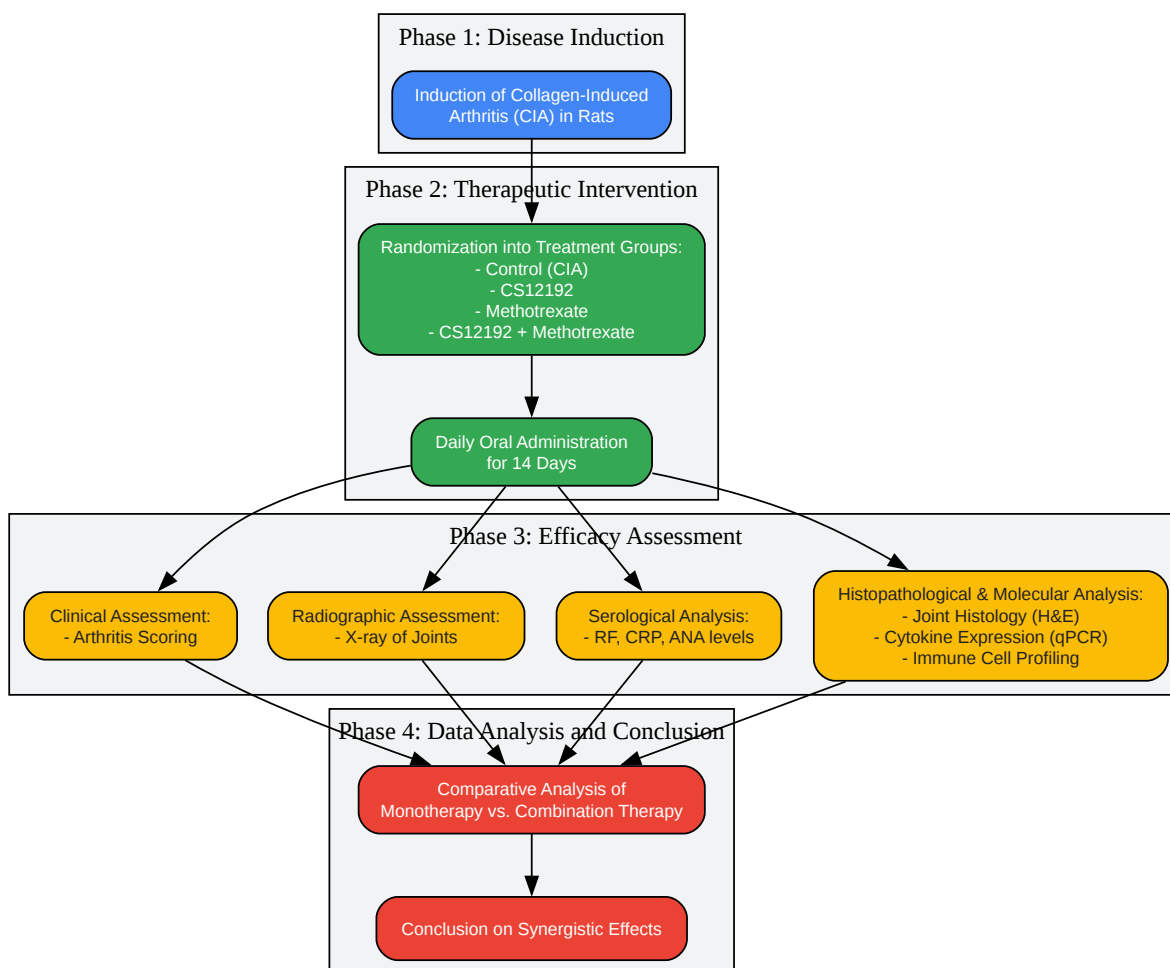 Phase 1: Disease Induction
Induction of Collagen-Induced
Arthritis (CIA) in Rats
Phase 2: Therapeutic Intervention
Randomization into Treatment Groups:
- Control (CIA)
- CS12192
- Methotrexate
- CS12192 + Methotrexate
Daily Oral Administration
for 14 Days
Phase 3: Efficacy Assessment
Clinical Assessment:
- Arthritis Scoring
Radiographic Assessment:
- X-ray of Joints
Serological Analysis:
- RF, CRP, ANA levels
Histopathological & Molecular Analysis:
- Joint Histology (H&E)
- Cytokine Expression (qPCR)
- Immune Cell Profiling
Phase 4: Data Analysis and Conclusion
Comparative Analysis of
Monotherapy vs. Combination Therapy
Conclusion on Synergistic Effects